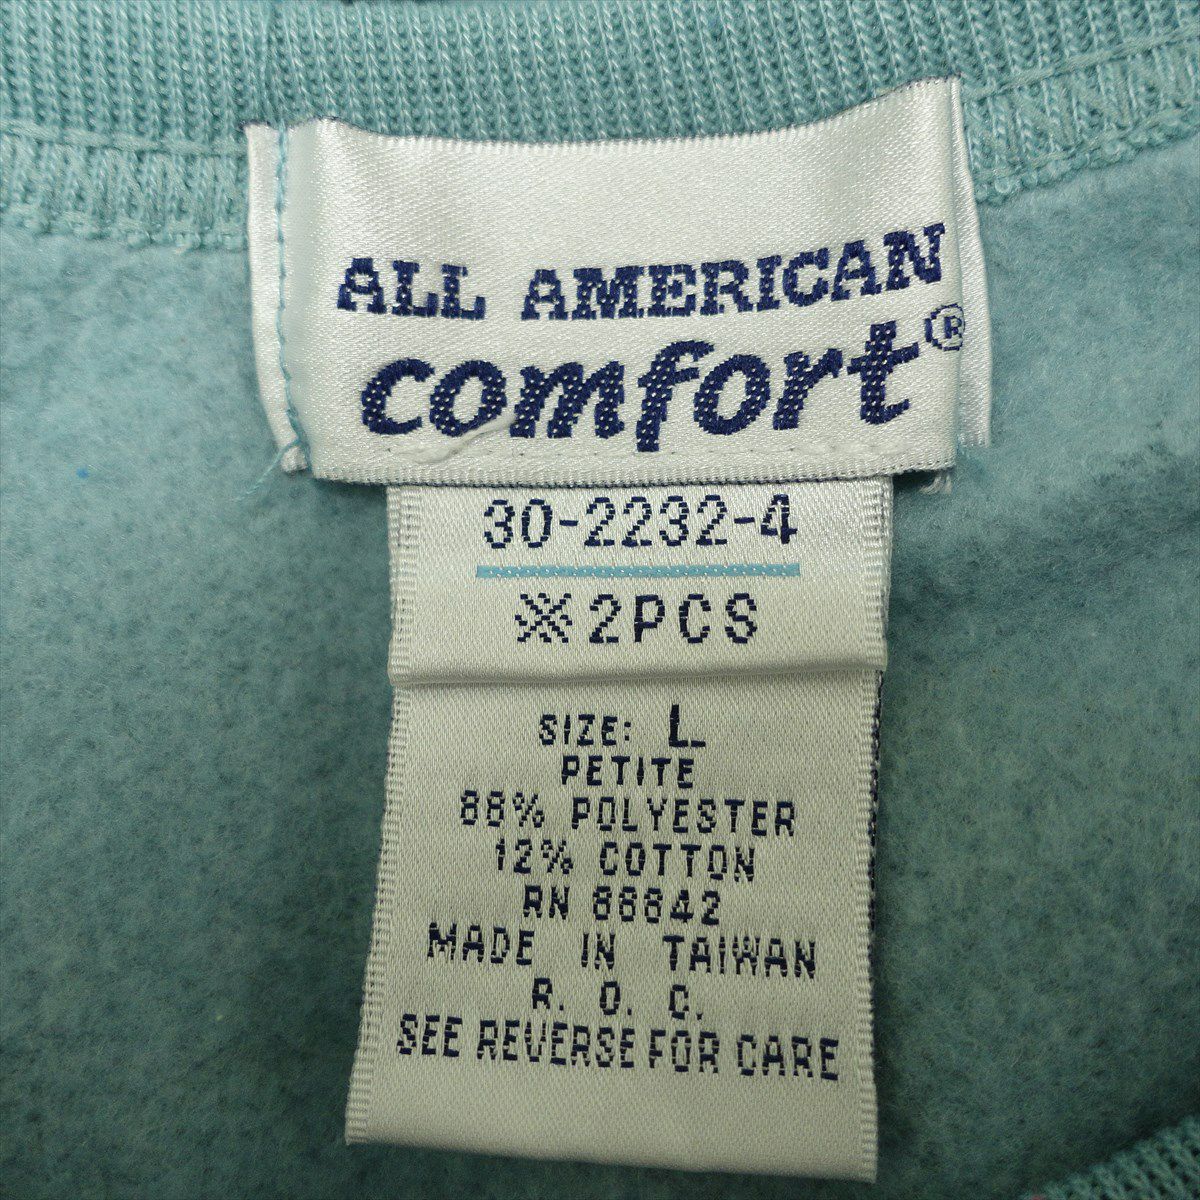 ALL AMERICAN
comfort®
30-2232-4
※2PCS
SIZE: L
PETITE
88% POLYESTER
12% COTTON
RN 88842
MADE IN TAIWAN
R. O. C.
SEE REVERSE FOR CARE